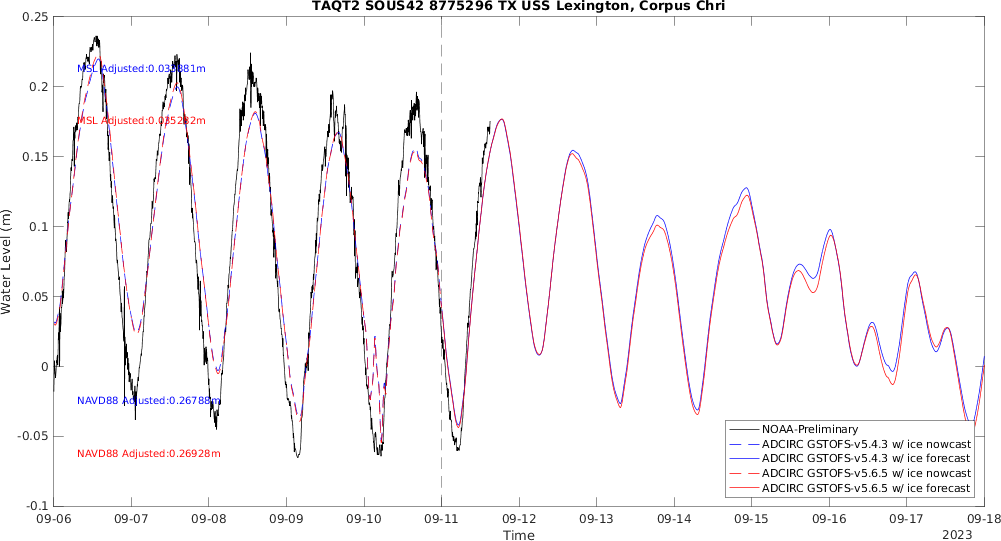 TAQT2 SOUS42 8775296 TX USS Lexington, Corpus Chri
0.25
0.2
0.15
0.1
0.05
0
-0.05
-0.1
Water Level (m)
MSL Adjusted:0.033881m
MSL Adjusted:0.035232m
NAVD88 Adjusted:0.26788m
NAVD88 Adjusted:0.26928m
NOAA-Preliminary
ADCIRC GSTOFS-v5.4.3 w/ ice nowcast
ADCIRC GSTOFS-v5.4.3 w/ ice forecast
ADCIRC GSTOFS-v5.6.5 w/ ice nowcast
ADCIRC GSTOFS-v5.6.5 w/ ice forecast
09-06 09-07 09-08 09-09 09-10 09-11 09-12 09-13 09-14 09-15 09-16 09-17 09-18
Time
2023